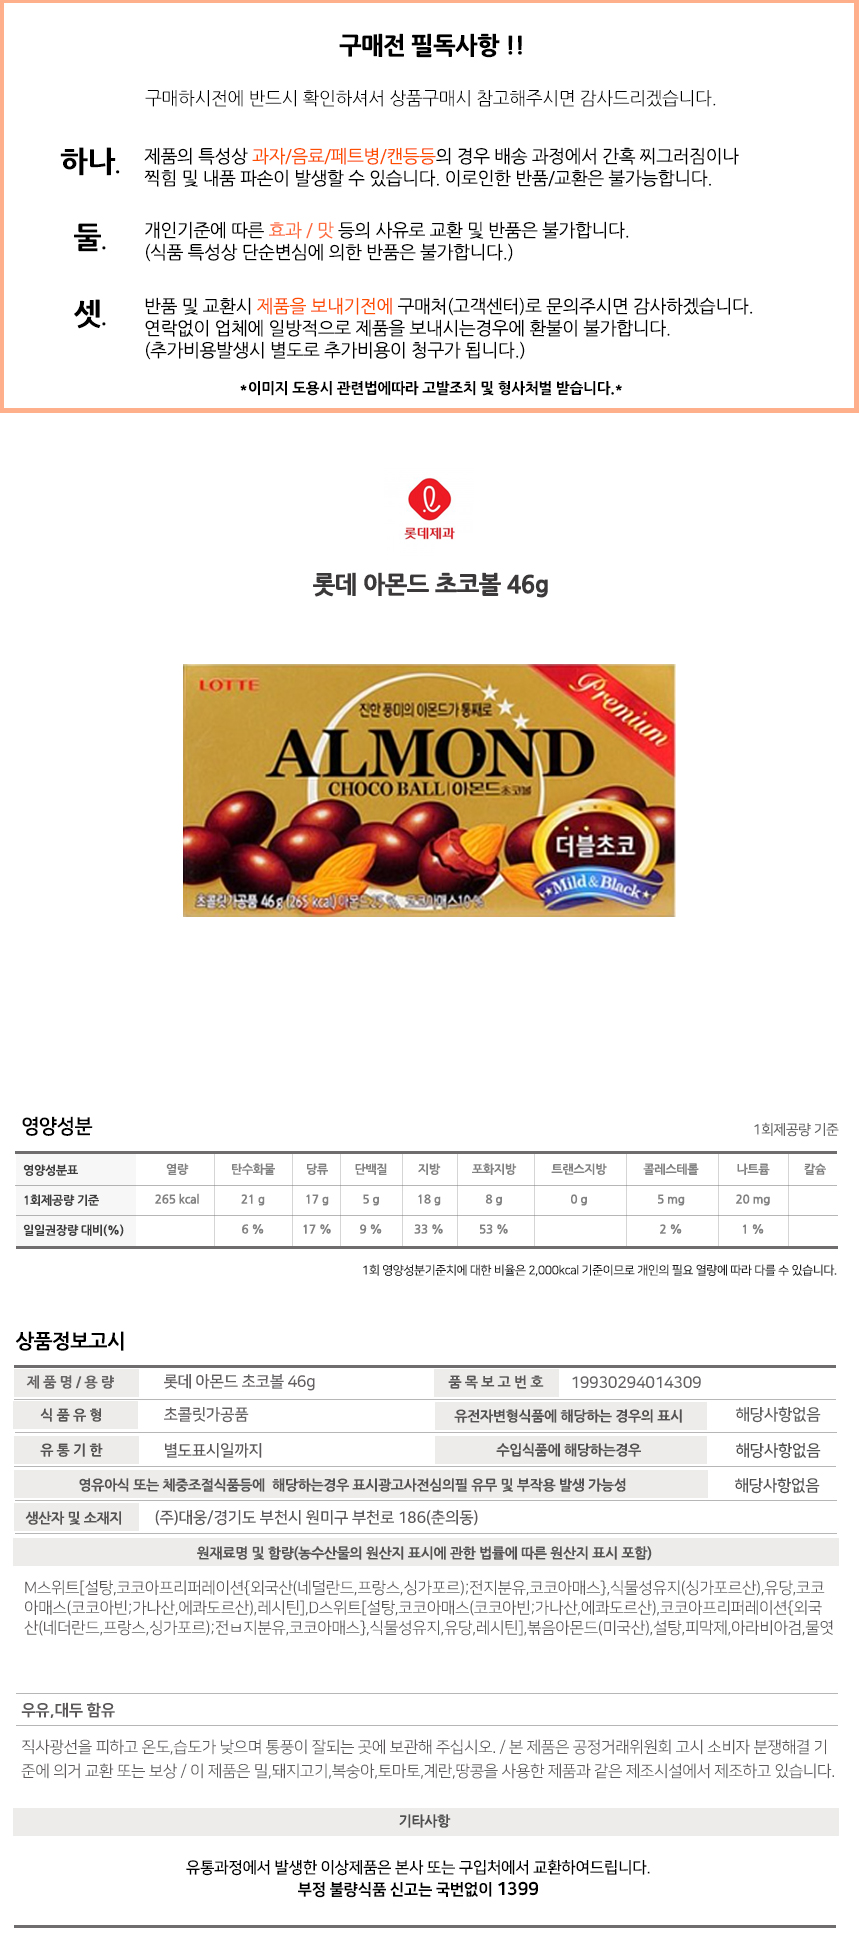 구매전 필독사항 !!
구매하시전에 반드시 확인하셔서 상품구매시 참고해주시면 감사드리겠습니다.
하나. 제품의 특성상 과자/음료/페트병/캔등등의 경우 배송 과정에서 간혹 찌그러짐이나
찍힘 및 내품 파손이 발생할 수 있습니다. 이로인한 반품/교환은 불가능합니다.
둘. 개인기준에 따른 효과 / 맛 등의 사유로 교환 및 반품은 불가합니다.
(식품 특성상 단순변심에 의한 반품은 불가합니다.)
셋. 반품 및 교환시 제품을 보내기전에 구매처(고객센터)로 문의주시면 감사하겠습니다.
연락없이 업체에 일방적으로 제품을 보내시는경우에 환불이 불가합니다.
(추가비용발생시 별도로 추가비용이 청구가 됩니다.)
*이미지 도용시 관련법에따라 고발조치 및 형사처벌 받습니다.*
롯데제과
롯데 아몬드 초코볼 46g
LOTTE
Premium
진한 풍미의 아몬드가 통째로
ALMOND
CHOCO BALL 아몬드초코볼
더블초코
Mild & Black
초콜릿가공품 46 g (265 kcal) 아몬드25 %, 코코아매스10 %
영양성분
1회제공량 기준
영양성분표 열량 탄수화물 당류 단백질 지방 포화지방 트랜스지방 콜레스테롤 나트륨 칼슘
1회제공량 기준 265 kcal 21 g 17 g 5 g 18 g 8 g 0 g 5 mg 20 mg
일일권장량 대비(%) 6 % 17 % 9 % 33 % 53 % 2 % 1 %
1회 영양성분기준치에 대한 비율은 2,000kcal 기준이므로 개인의 필요 열량에 따라 다를 수 있습니다.
상품정보고시
제 품 명 / 용 량 롯데 아몬드 초코볼 46g 품 목 보 고 번 호 19930294014309
식 품 유 형 초콜릿가공품 유전자변형식품에 해당하는 경우의 표시 해당사항없음
유 통 기 한 별도표시일까지 수입식품에 해당하는경우 해당사항없음
영유아식 또는 체중조절식품등에 해당하는경우 표시광고사전심의필 유무 및 부작용 발생 가능성 해당사항없음
생산자 및 소재지 (주)대웅/경기도 부천시 원미구 부천로 186(춘의동)
원재료명 및 함량(농수산물의 원산지 표시에 관한 법률에 따른 원산지 표시 포함)
M스위트[설탕,코코아프리퍼레이션{외국산(네덜란드,프랑스,싱가포르);전지분유,코코아매스},식물성유지(싱가포르산),유당,코코
아매스(코코아빈;가나산,에콰도르산),레시틴],D스위트[설탕,코코아매스(코코아빈;가나산,에콰도르산),코코아프리퍼레이션{외국
산(네더란드,프랑스,싱가포르);전ㅂ지분유,코코아매스},식물성유지,유당,레시틴],볶음아몬드(미국산),설탕,피막제,아라비아검,물엿
우유,대두 함유
직사광선을 피하고 온도,습도가 낮으며 통풍이 잘되는 곳에 보관해 주십시오. / 본 제품은 공정거래위원회 고시 소비자 분쟁해결 기
준에 의거 교환 또는 보상 / 이 제품은 밀,돼지고기,복숭아,토마토,계란,땅콩을 사용한 제품과 같은 제조시설에서 제조하고 있습니다.
기타사항
유통과정에서 발생한 이상제품은 본사 또는 구입처에서 교환하여드립니다.
부정 불량식품 신고는 국번없이 1399